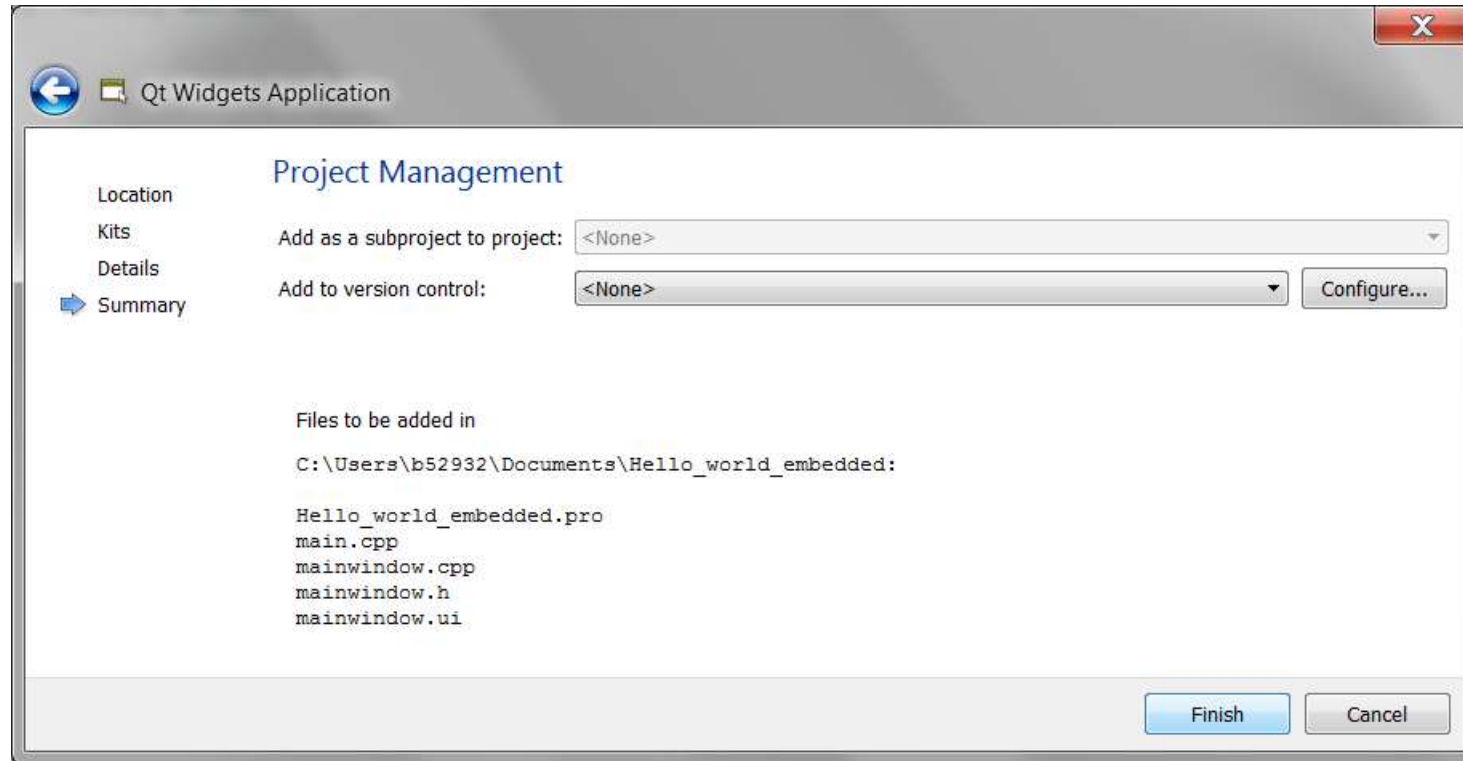 Qt Widgets Application
Location
Kits
Details
Summary
Project Management
Add as a subproject to project: <None>
Add to version control: <None> Configure...
Files to be added in
C:\Users\b52932\Documents\Hello_world_embedded:
Hello_world_embedded.pro
main.cpp
mainwindow.cpp
mainwindow.h
mainwindow.ui
Finish Cancel